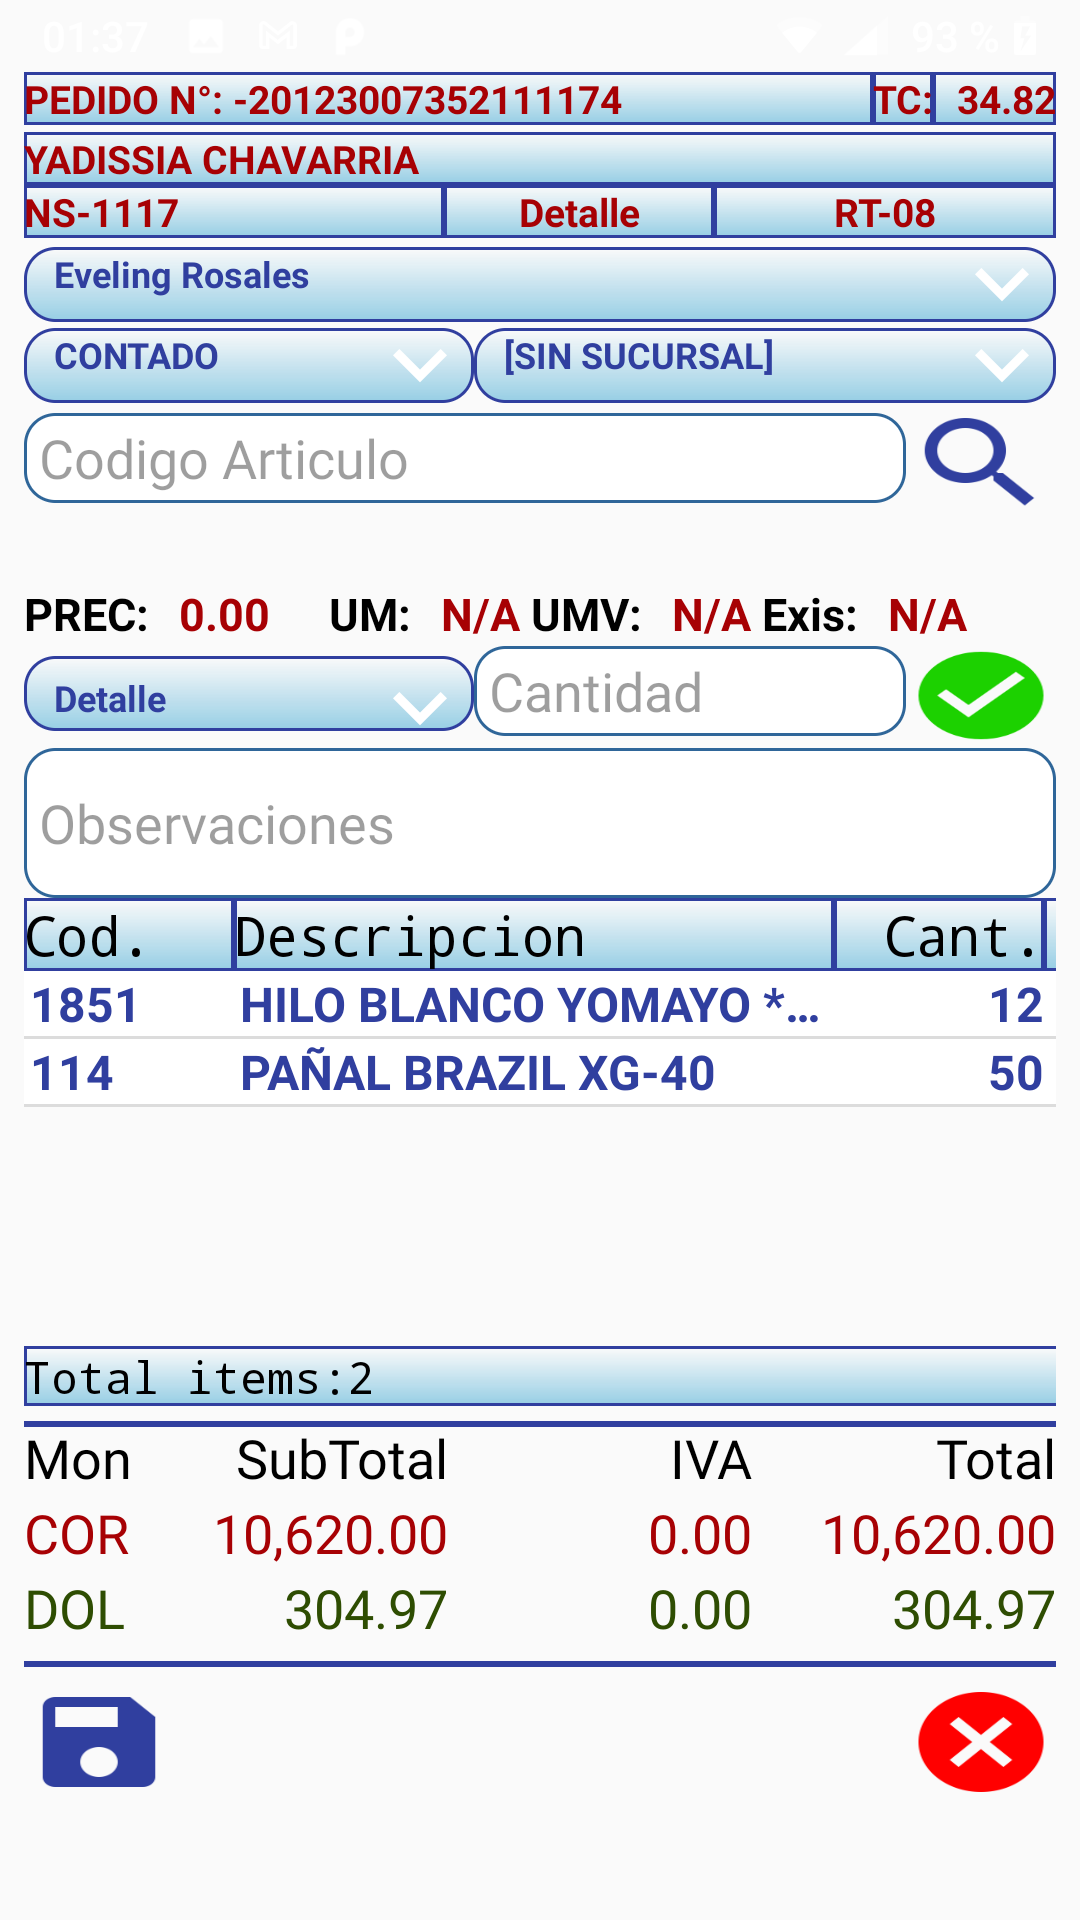 01:37 93 %
PEDIDO N°: -20123007352111174 TC: 34.82
YADISSIA CHAVARRIA
NS-1117 Detalle RT-08
Eveling Rosales
CONTADO [SIN SUCURSAL]
Codigo Articulo
PREC: 0.00 UM: N/A UMV: N/A Exis: N/A
Detalle Cantidad
Observaciones
Cod. Descripcion Cant.
1851 HILO BLANCO YOMAYO *... 12
114 PAÑAL BRAZIL XG-40 50
Total items:2
Mon SubTotal IVA Total
COR 10,620.00 0.00 10,620.00
DOL 304.97 0.00 304.97